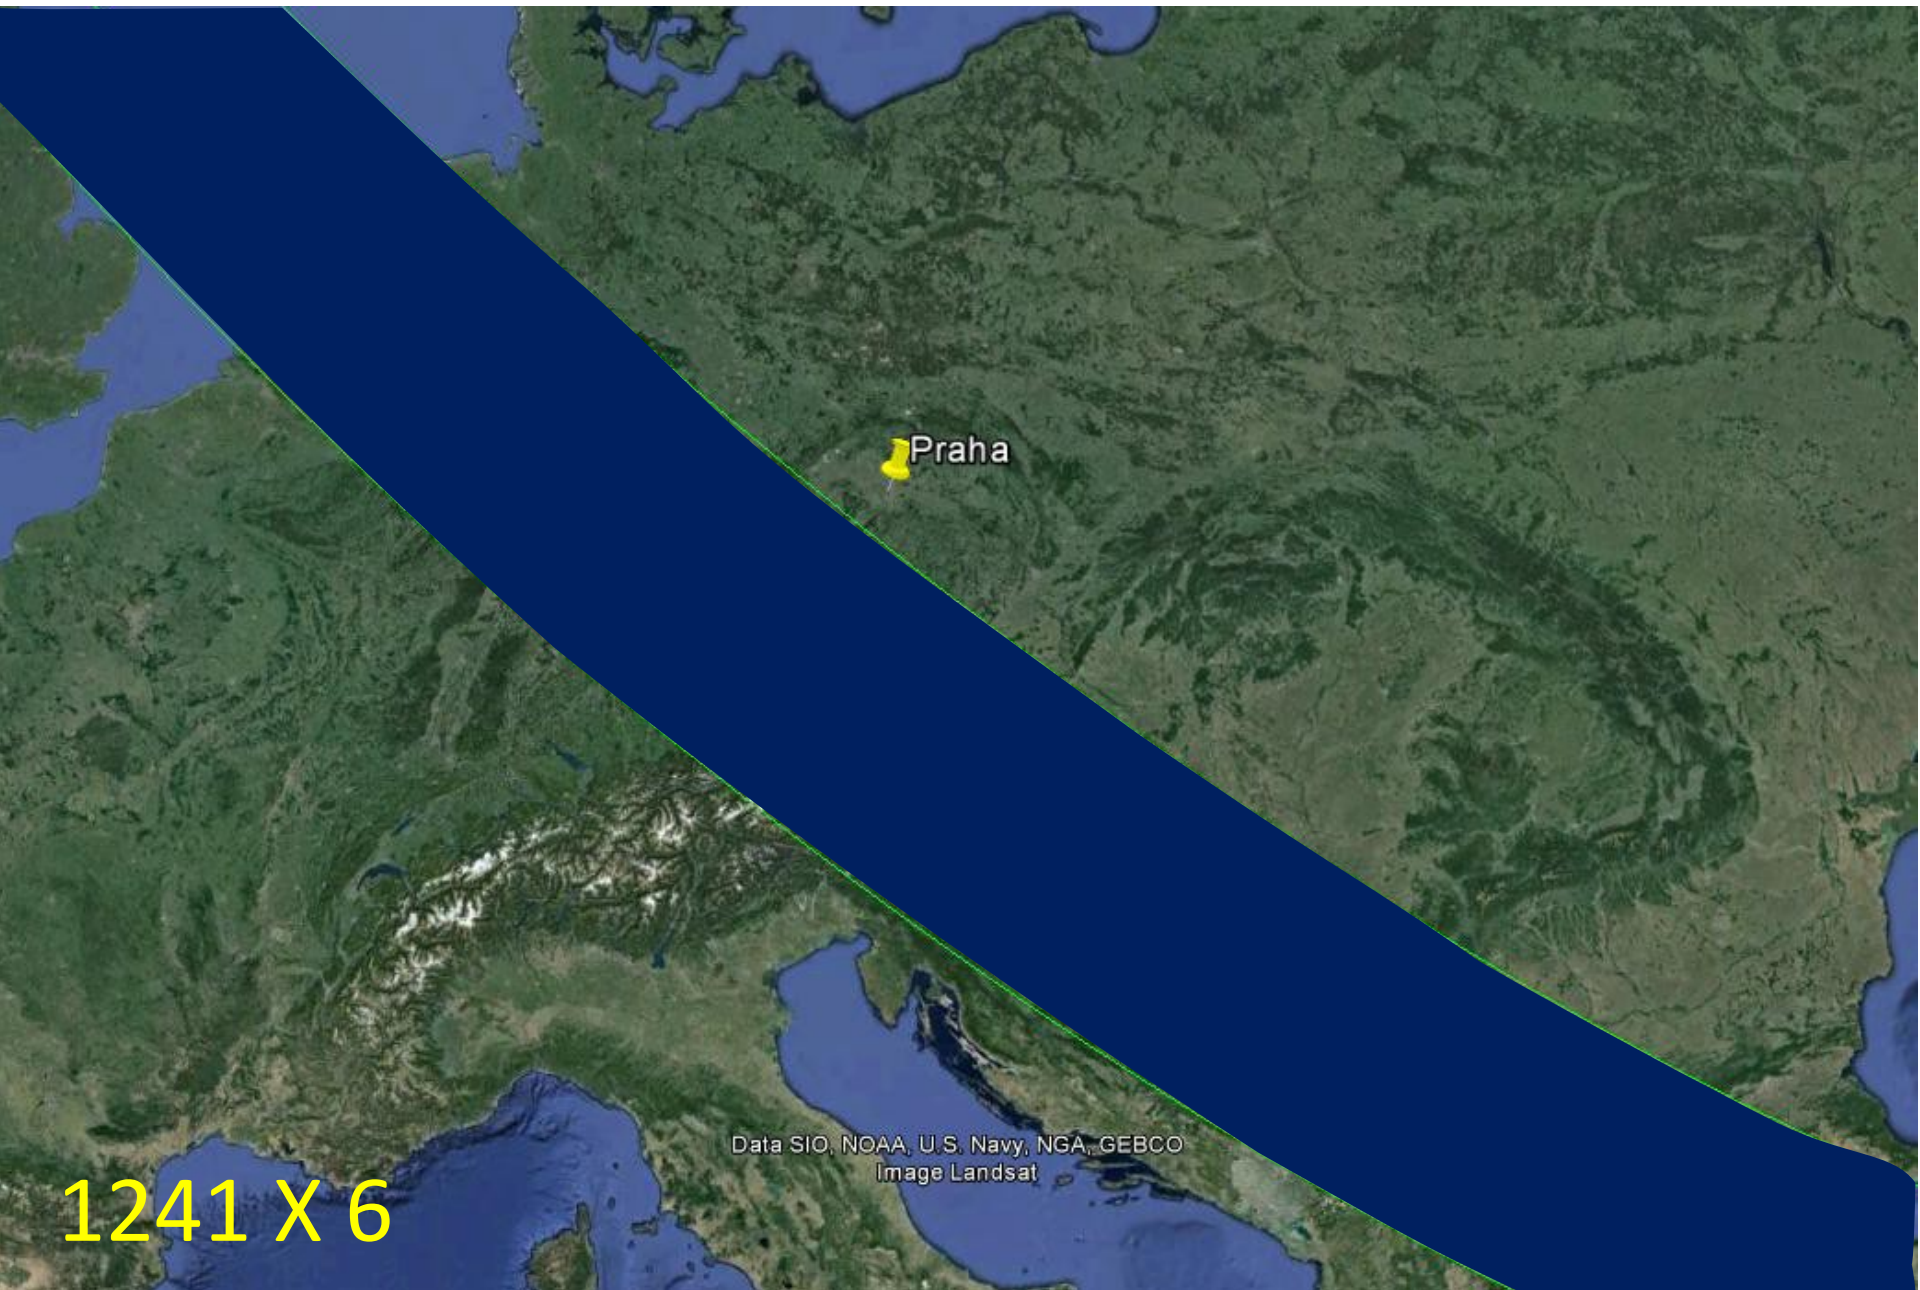 Praha
Data SIO, NOAA, U.S. Navy, NGA, GEBCO
Image Landsat
1241 X 6